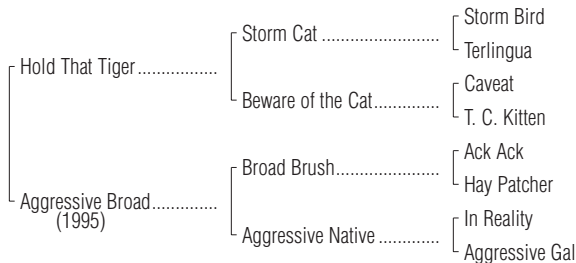 Storm Bird
Storm Cat ........................
Terlingua
Hold That Tiger................
Caveat
Beware of the Cat.............
T. C. Kitten
Ack Ack
Broad Brush.....................
Hay Patcher
Aggressive Broad.............
(1995)
In Reality
Aggressive Native ............
Aggressive Gal